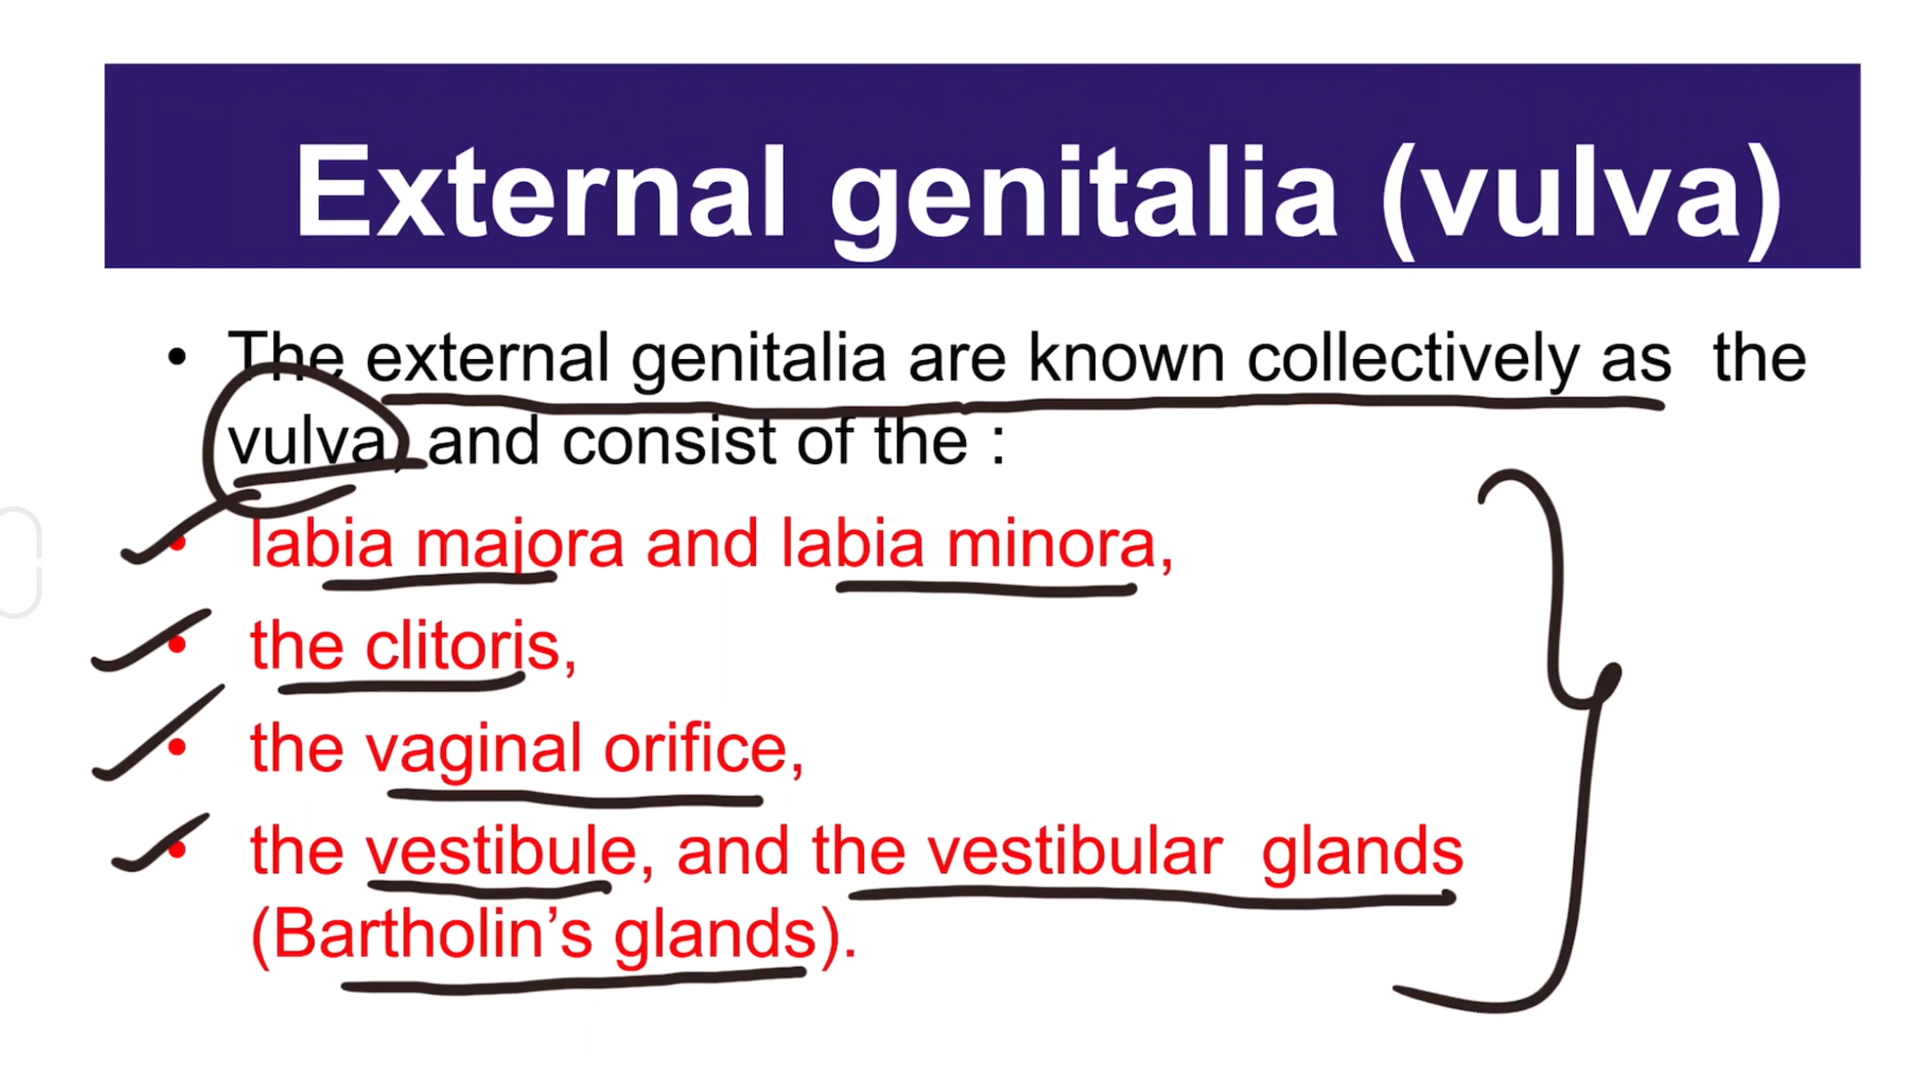 External genitalia (vulva)
• The external genitalia are known collectively as the
vulva, and consist of the :
• labia majora and labia minora,
• the clitoris,
• the vaginal orifice,
• the vestibule, and the vestibular glands
(Bartholin’s glands).